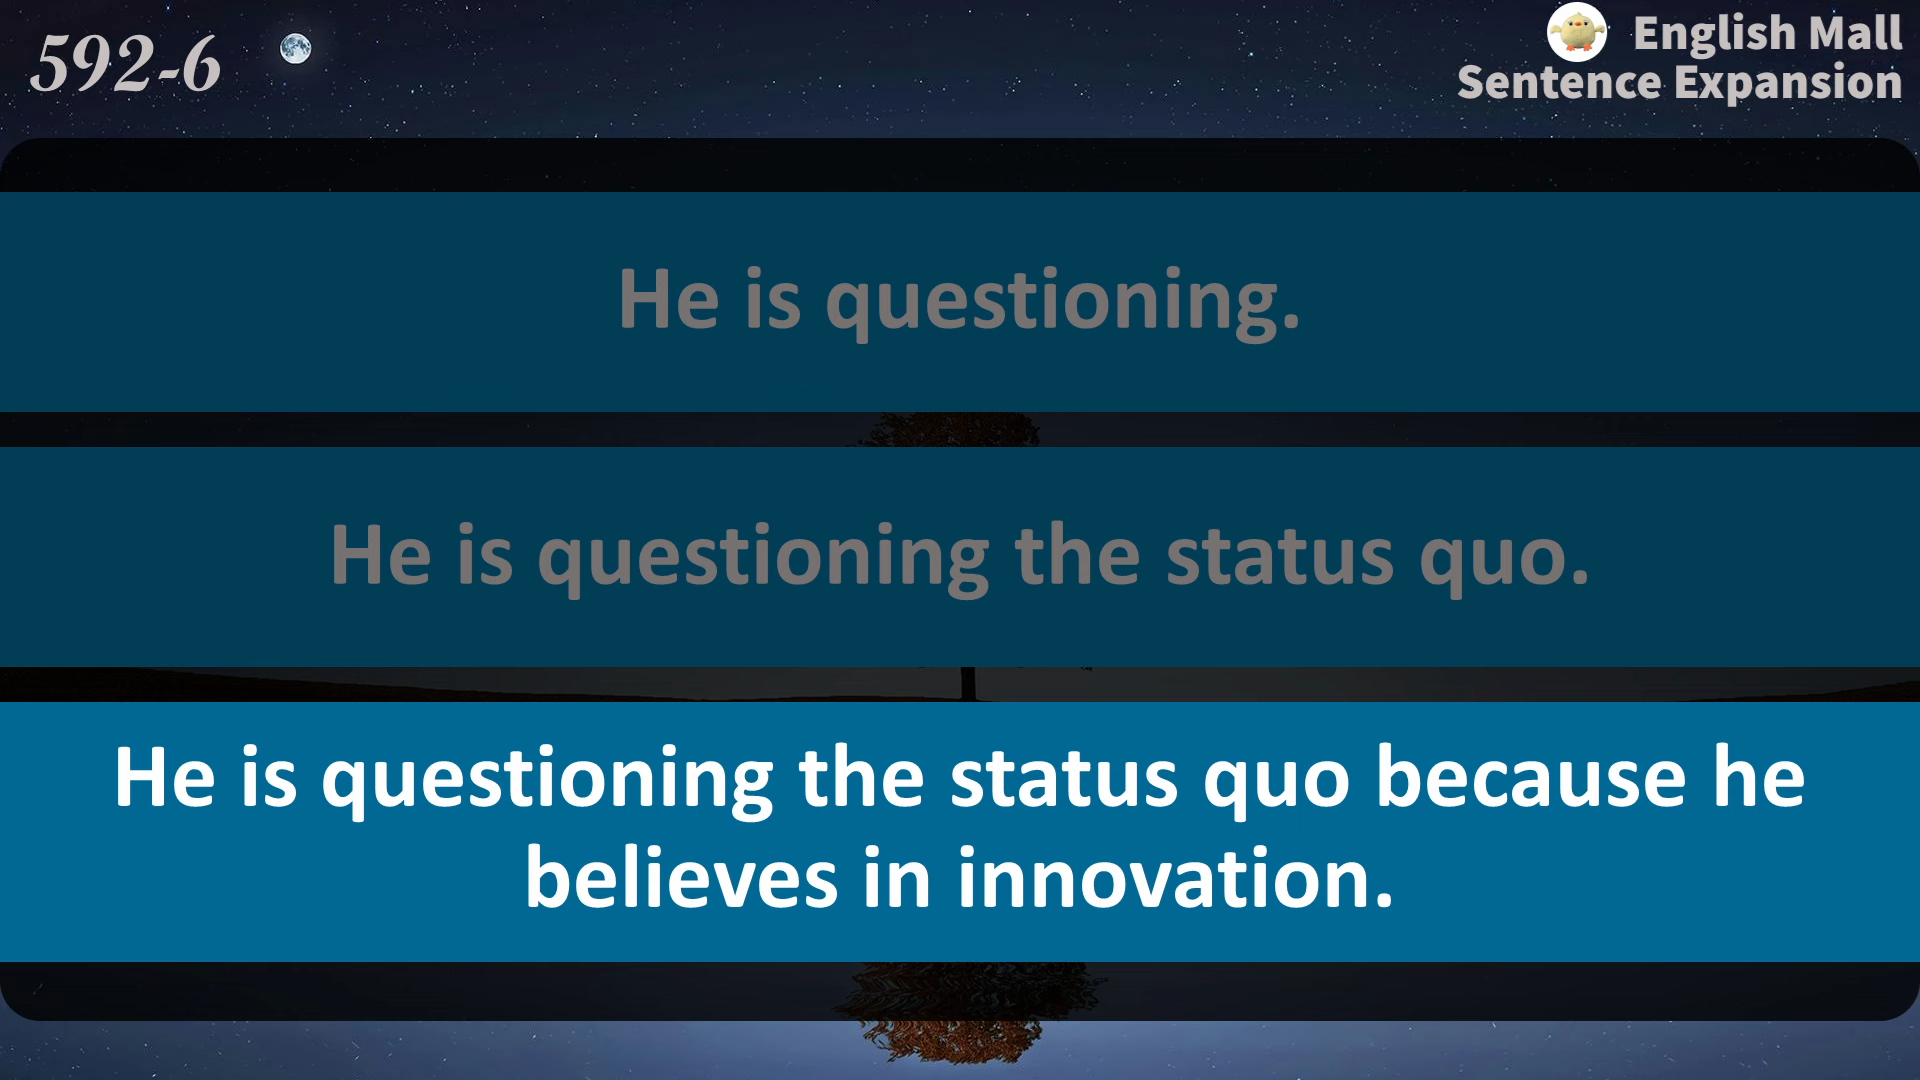 592-6
English Mall
Sentence Expansion
He is questioning.
He is questioning the status quo.
He is questioning the status quo because he
believes in innovation.